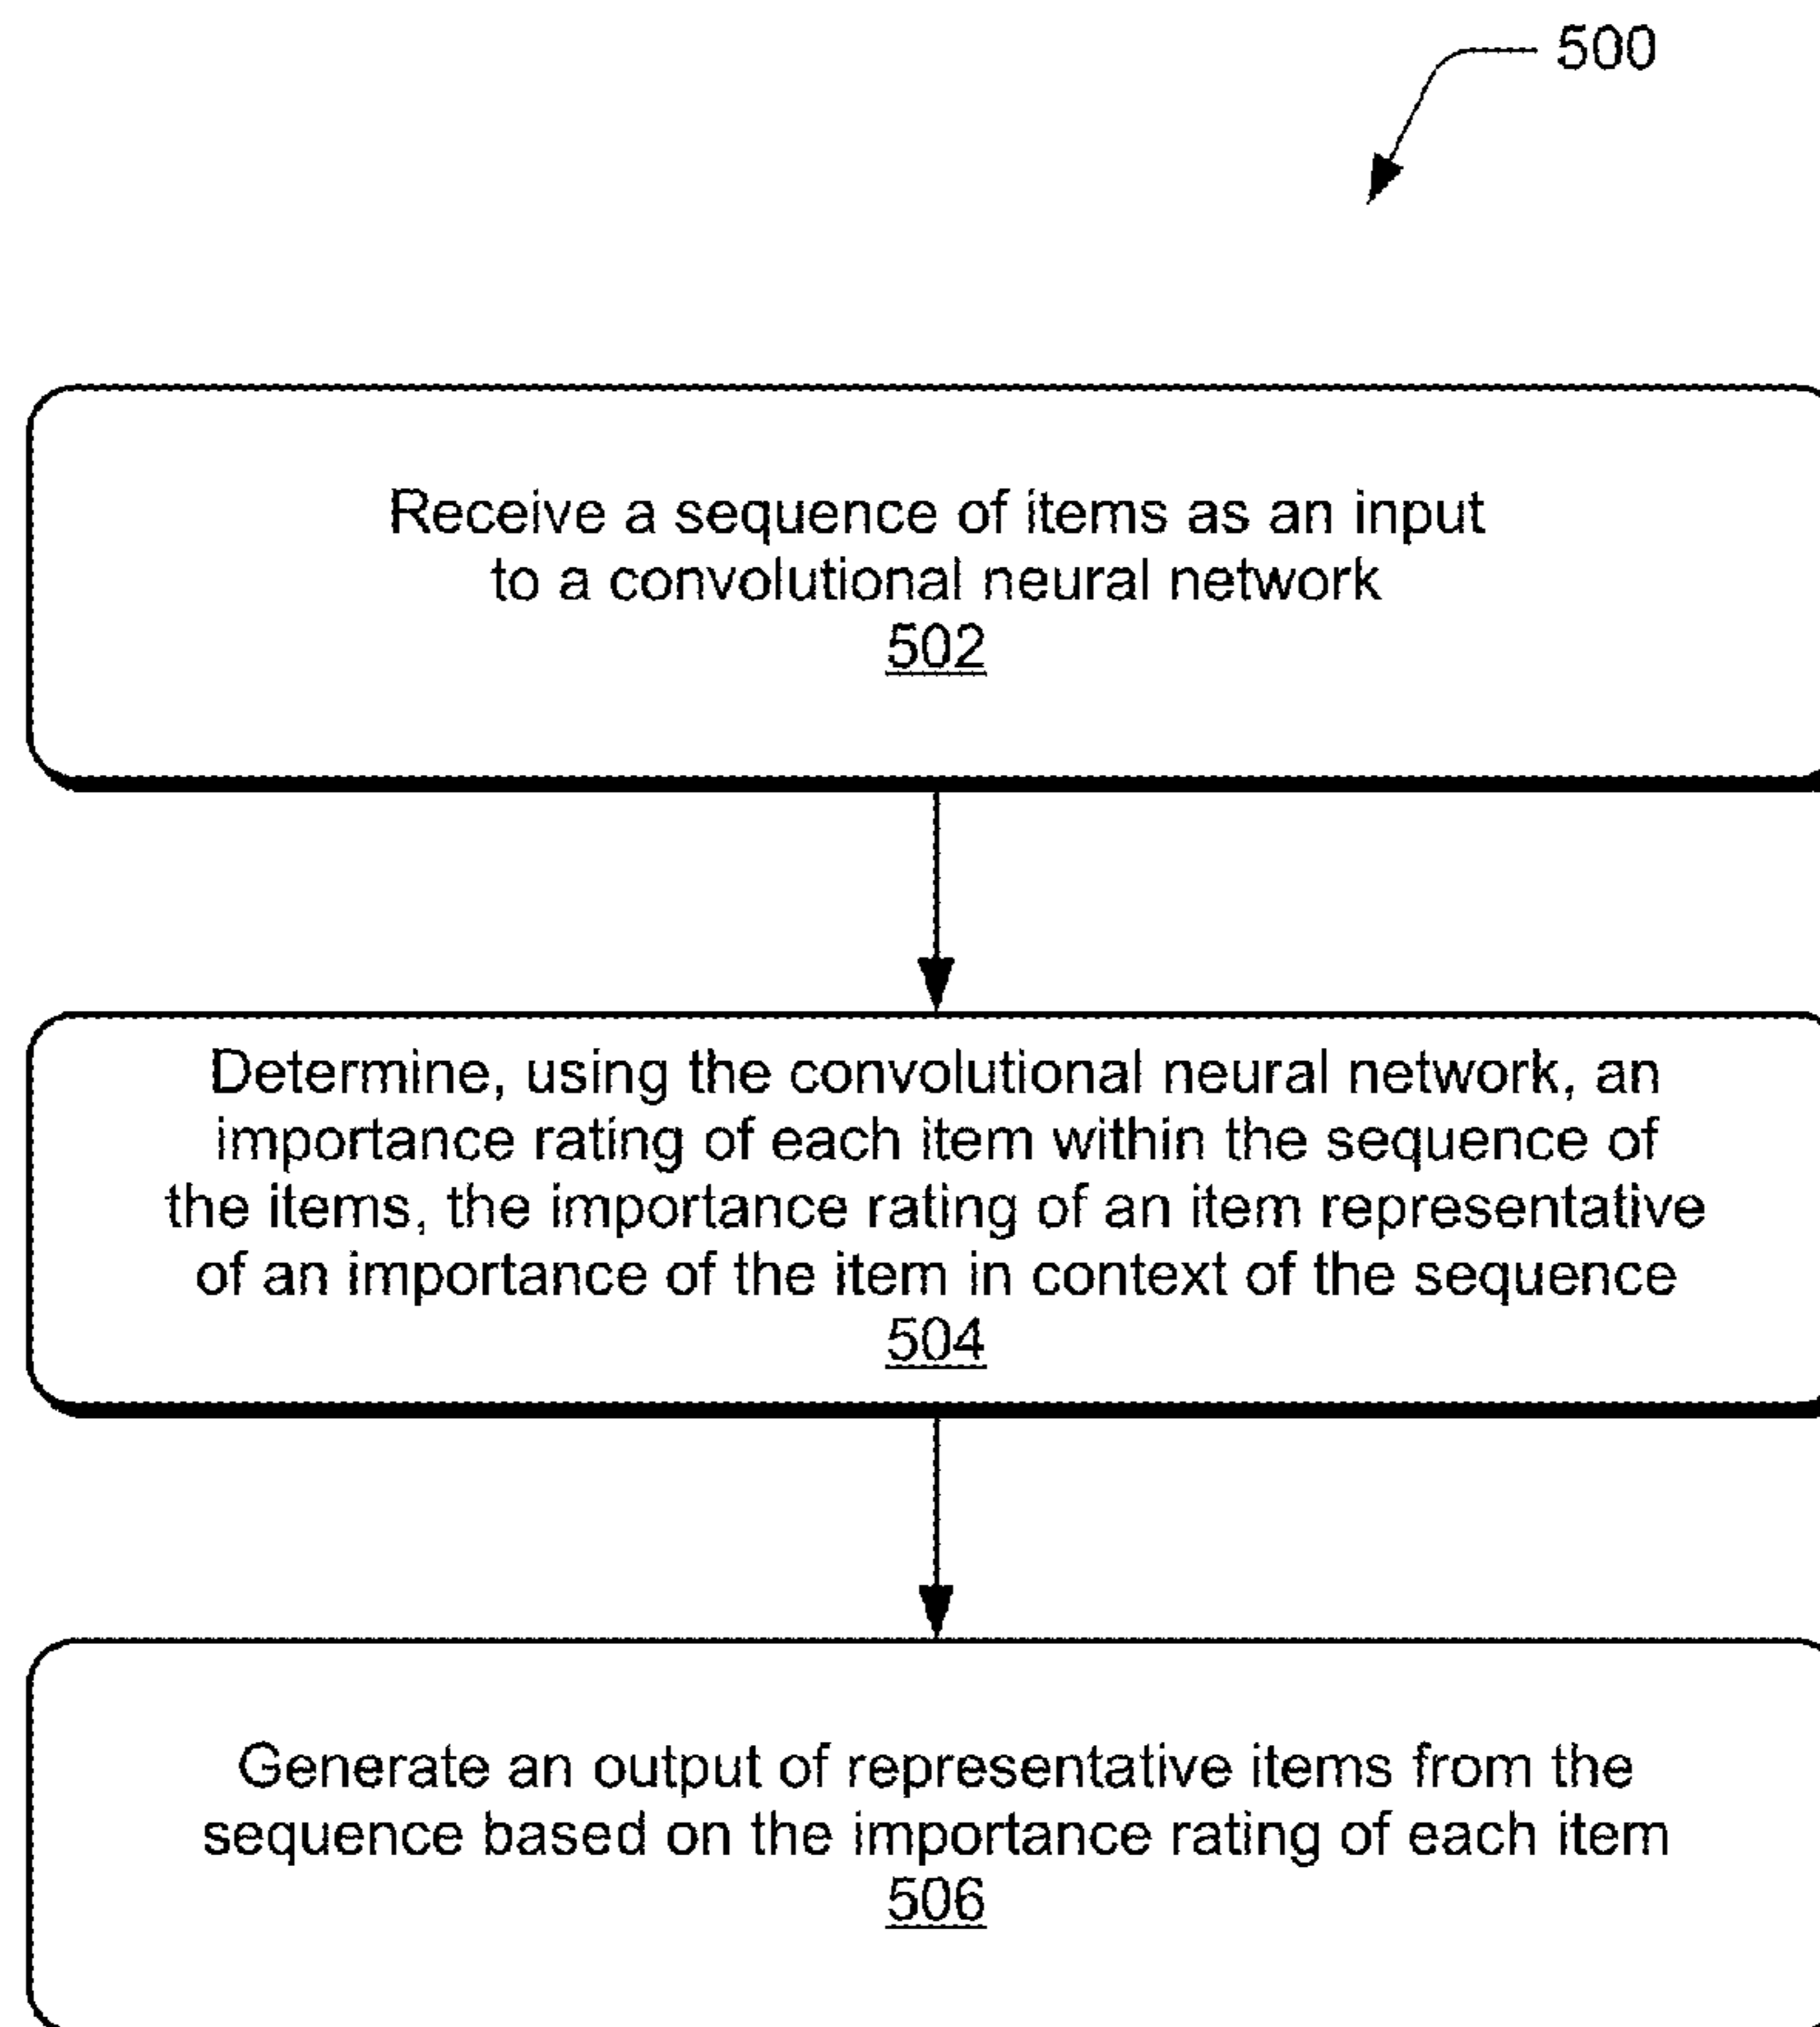 500
Receive a sequence of items as an input
to a convolutional neural network
502
Determine, using the convolutional neural network, an
importance rating of each item within the sequence of
the items, the importance rating of an item representative
of an importance of the item in context of the sequence
504
Generate an output of representative items from the
sequence based on the importance rating of each item
506